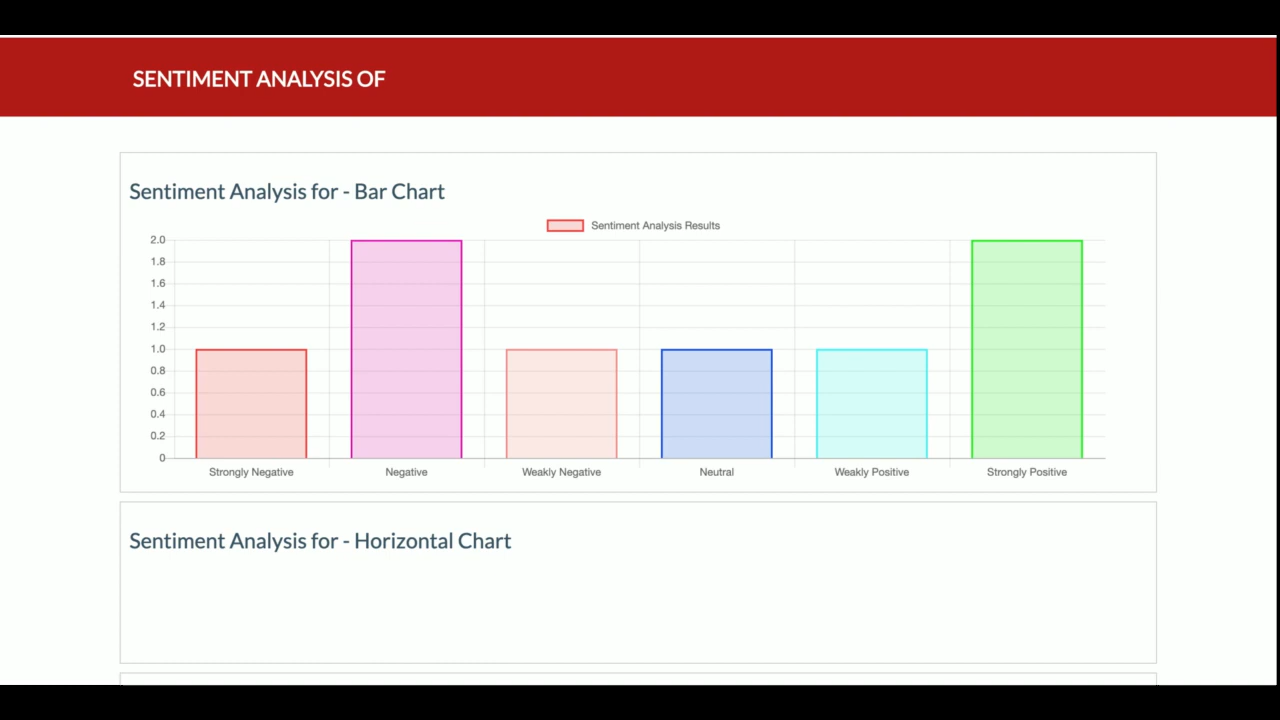 SENTIMENT ANALYSIS OF
Sentiment Analysis for - Bar Chart
Sentiment Analysis Results
2.0
1.8
1.6
1.4
1.2
1.0
0.8
0.6
0.4
0.2
0
Strongly Negative Negative Weakly Negative Neutral Weakly Positive Strongly Positive
Sentiment Analysis for - Horizontal Chart